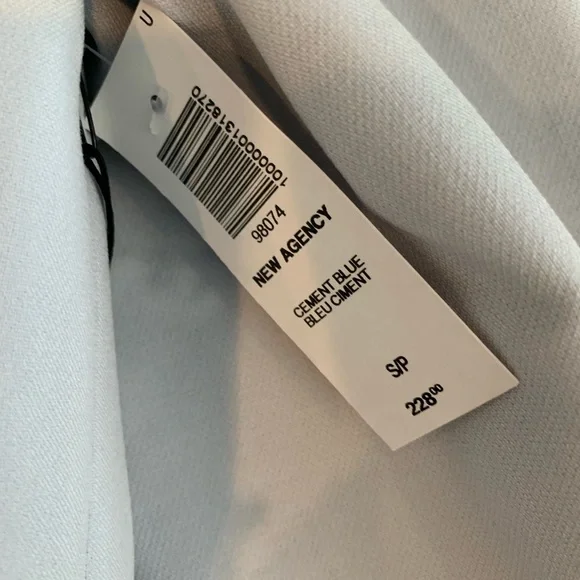 U
10000001318270
98074
NEW AGENCY
CEMENT BLUE
BLEU CIMENT
S/P
228⁰⁰